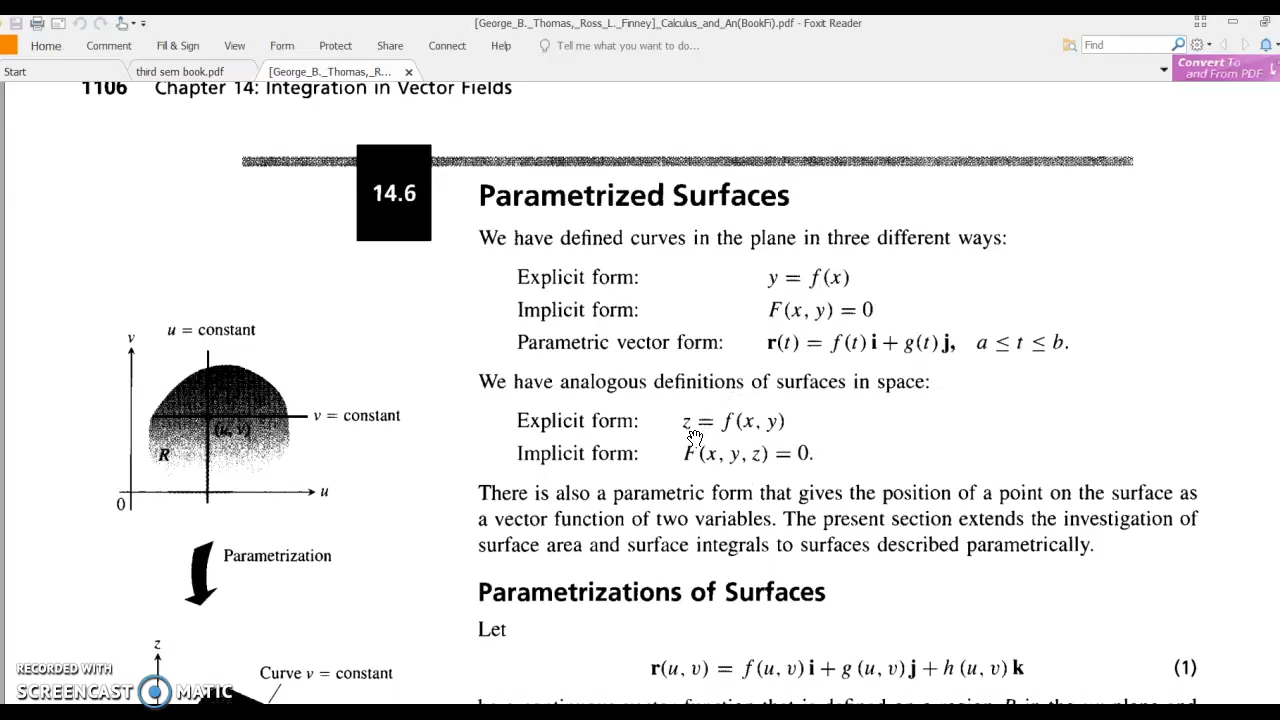 [George_B._Thomas,_Ross_L._Finney]_Calculus_and_An(BookFi).pdf - Foxit Reader
Home Comment Fill & Sign View Form Protect Share Connect Help Tell me what you want to do... Find
Start third sem book.pdf [George_B._Thomas,_R... Convert To
and From PDF
1106 Chapter 14: Integration in Vector Fields
14.6 Parametrized Surfaces
We have defined curves in the plane in three different ways:
Explicit form: y = f(x)
Implicit form: F(x, y) = 0
Parametric vector form: r(t) = f(t) i + g(t) j, a ≤ t ≤ b.
We have analogous definitions of surfaces in space:
Explicit form: z = f(x, y)
Implicit form: F(x, y, z) = 0.
There is also a parametric form that gives the position of a point on the surface as
a vector function of two variables. The present section extends the investigation of
surface area and surface integrals to surfaces described parametrically.
Parametrizations of Surfaces
Let
r(u, v) = f(u, v) i + g(u, v) j + h(u, v) k (1)
u = constant
v
v = constant
(u, v)
R
0
u
Parametrization
z
Curve v = constant
RECORDED WITH
SCREENCAST MATIC